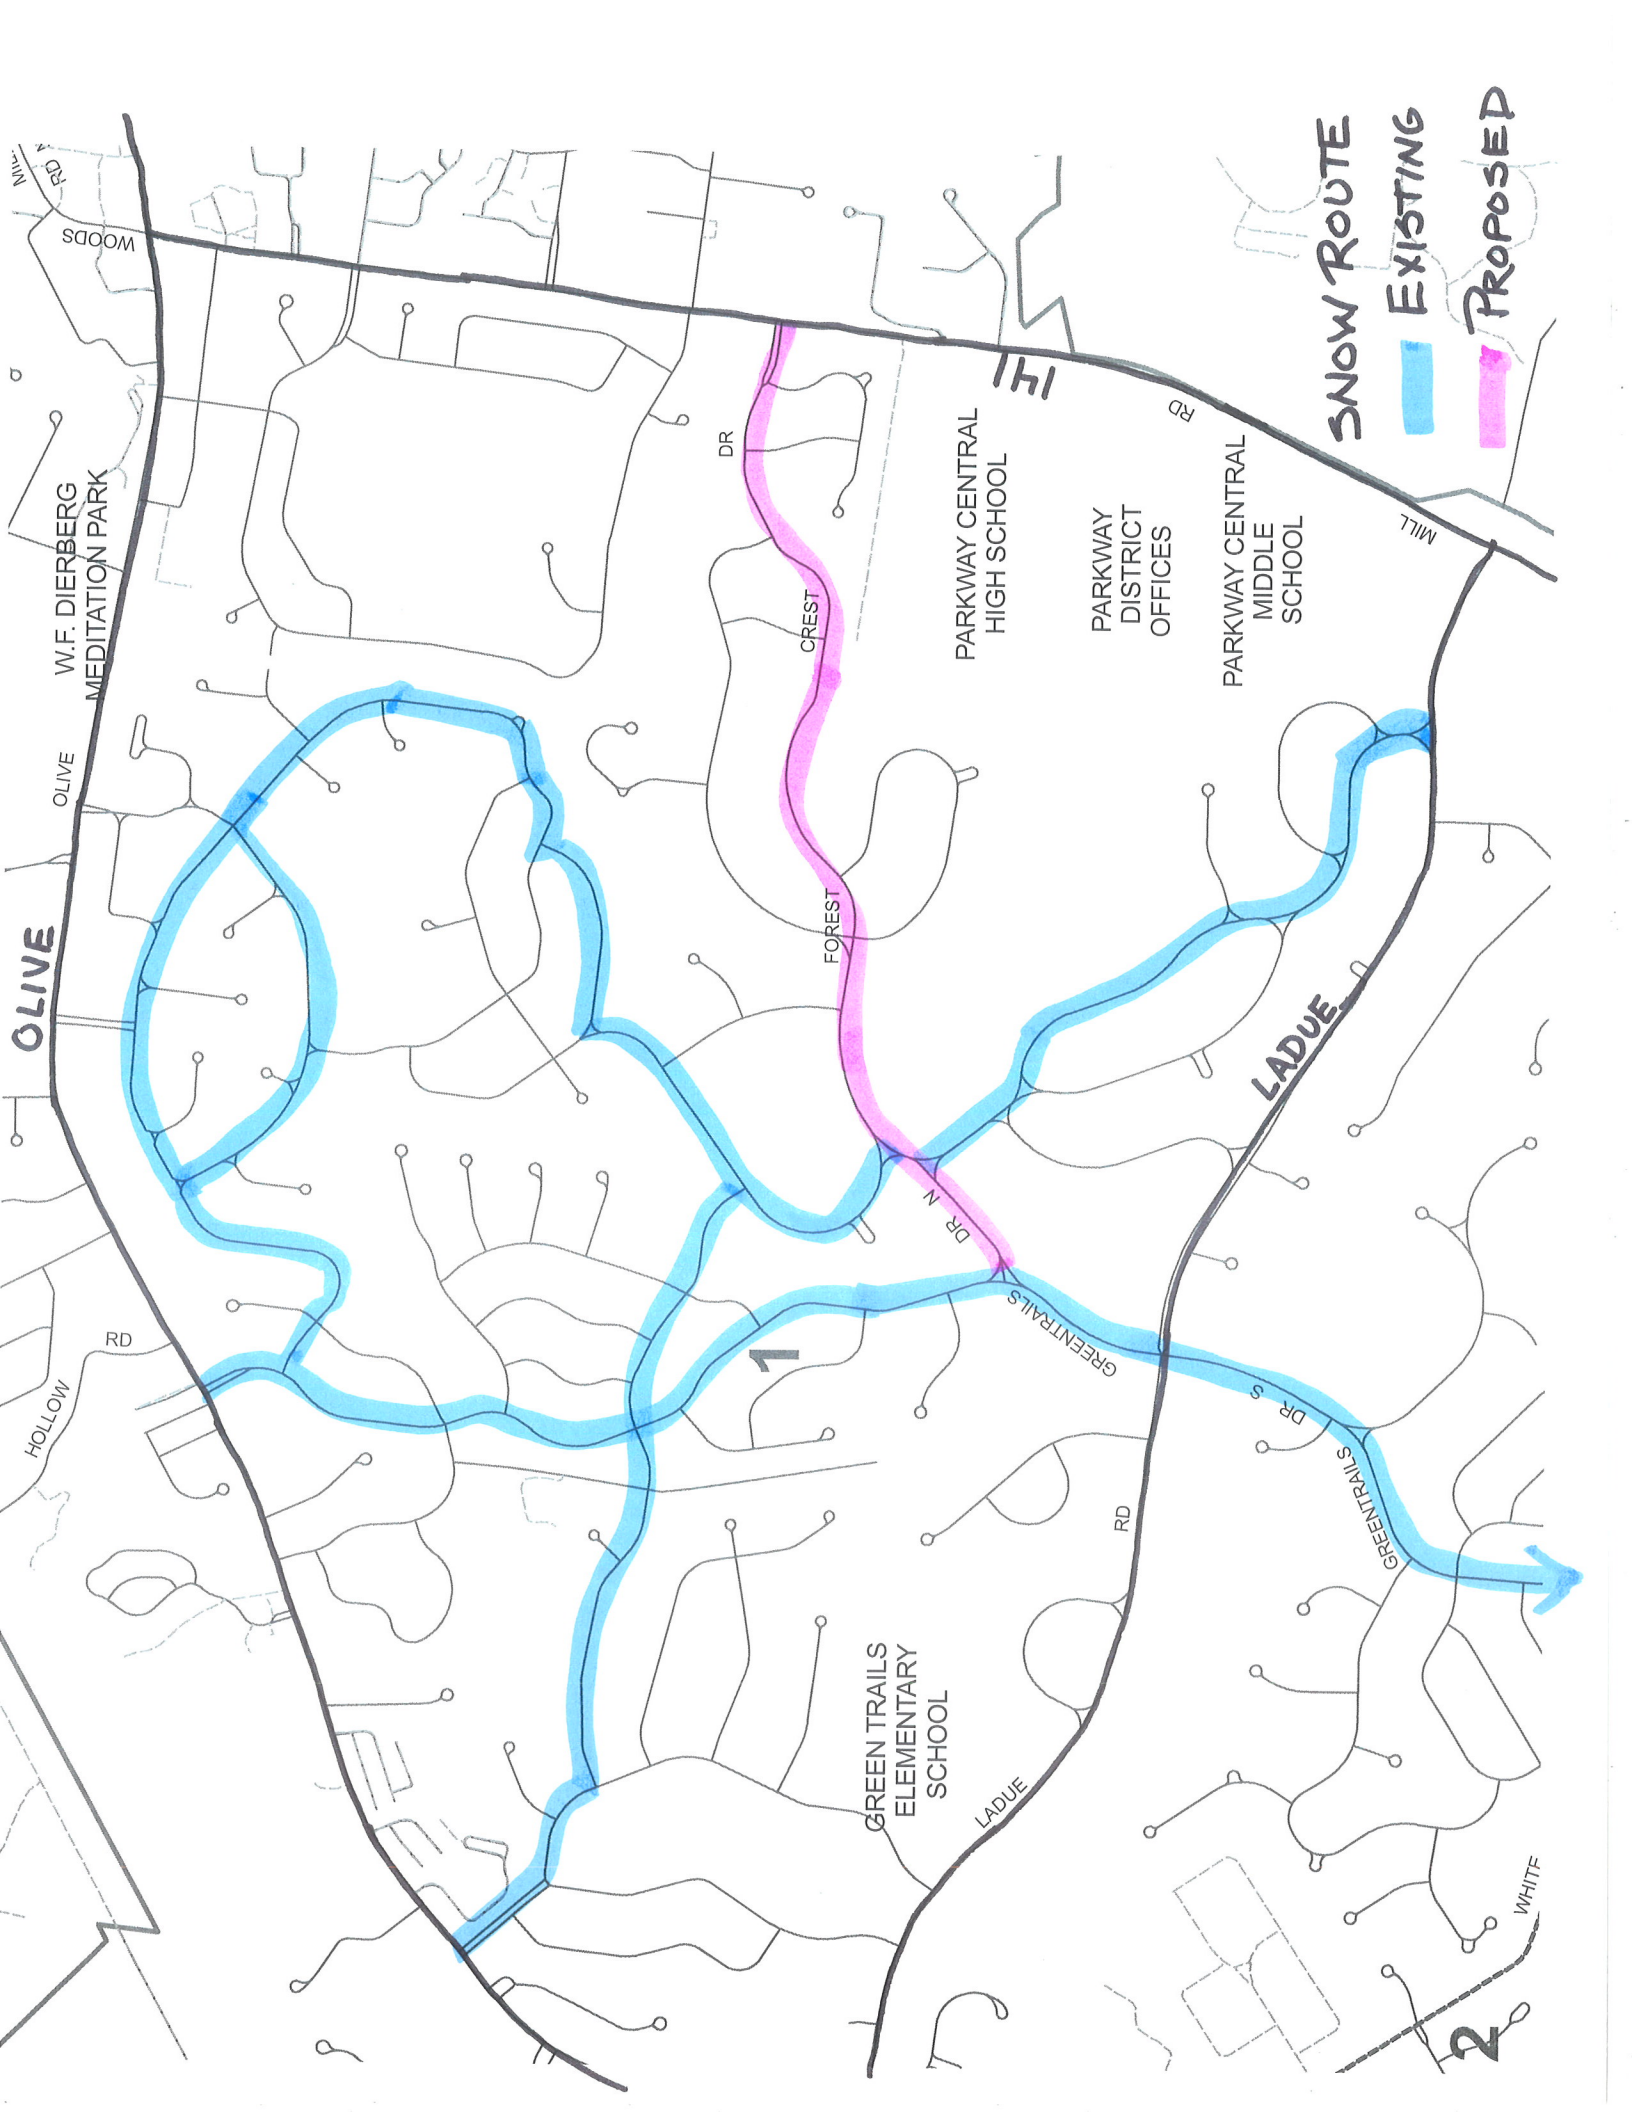 SNOW ROUTE
EXISTING
PROPOSED
OLIVE
OLIVE
W.F. DIERBERG
MEDITATION PARK
WOODS
RD
HOLLOW
RD
DR
CREST
FOREST
PARKWAY CENTRAL
HIGH SCHOOL
PARKWAY
DISTRICT
OFFICES
PARKWAY CENTRAL
MIDDLE
SCHOOL
RD
MILL
DR N
GREENTRAILS
LADUE
1
GREENTRAILS
DR S
RD
GREEN TRAILS
ELEMENTARY
SCHOOL
LADUE
WHITE
2